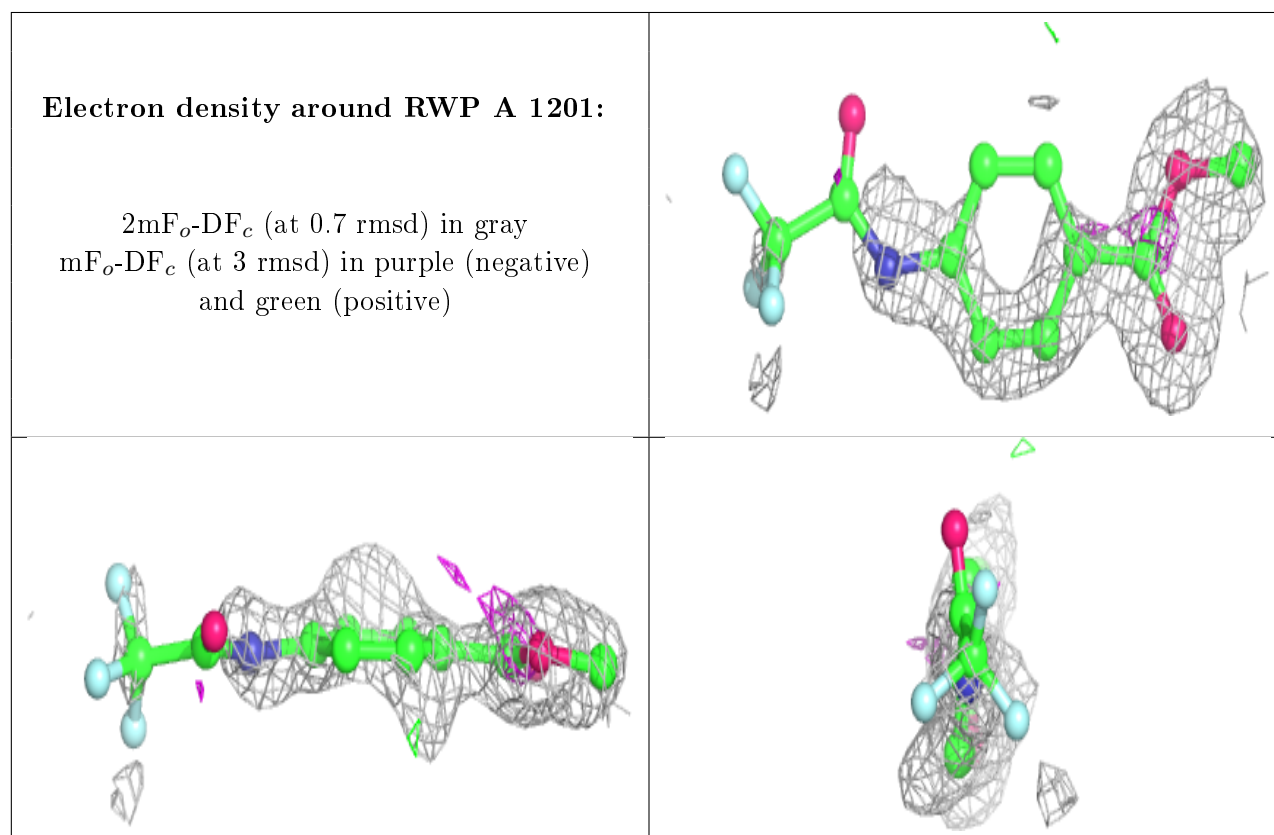 Electron density around RWP A 1201:
2mFo-DFc (at 0.7 rmsd) in gray
mFo-DFc (at 3 rmsd) in purple (negative)
and green (positive)